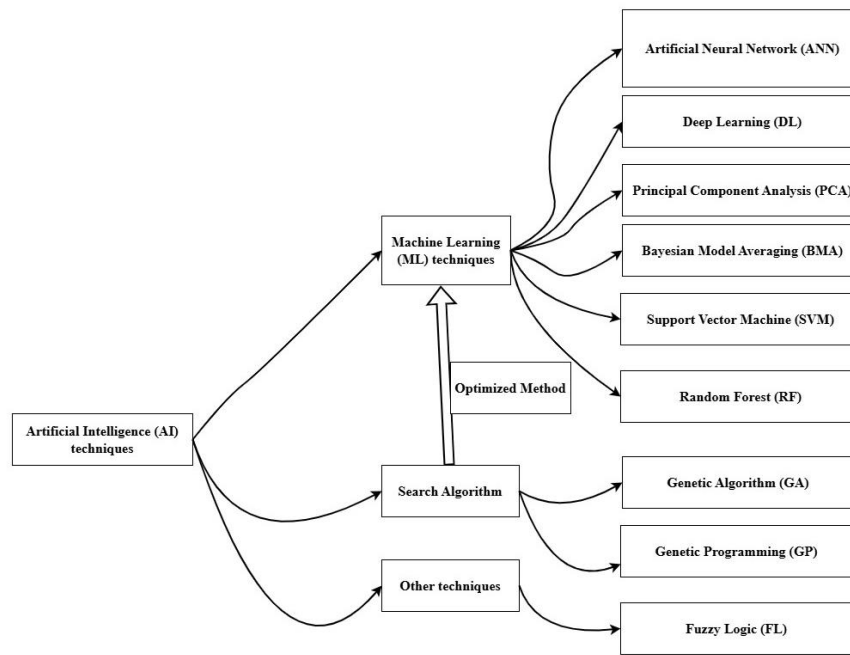 Artificial Neural Network (ANN)
Deep Learning (DL)
Principal Component Analysis (PCA)
Machine Learning
(ML) techniques
Bayesian Model Averaging (BMA)
Support Vector Machine (SVM)
Optimized Method
Random Forest (RF)
Artificial Intelligence (AI)
techniques
Search Algorithm
Genetic Algorithm (GA)
Genetic Programming (GP)
Other techniques
Fuzzy Logic (FL)